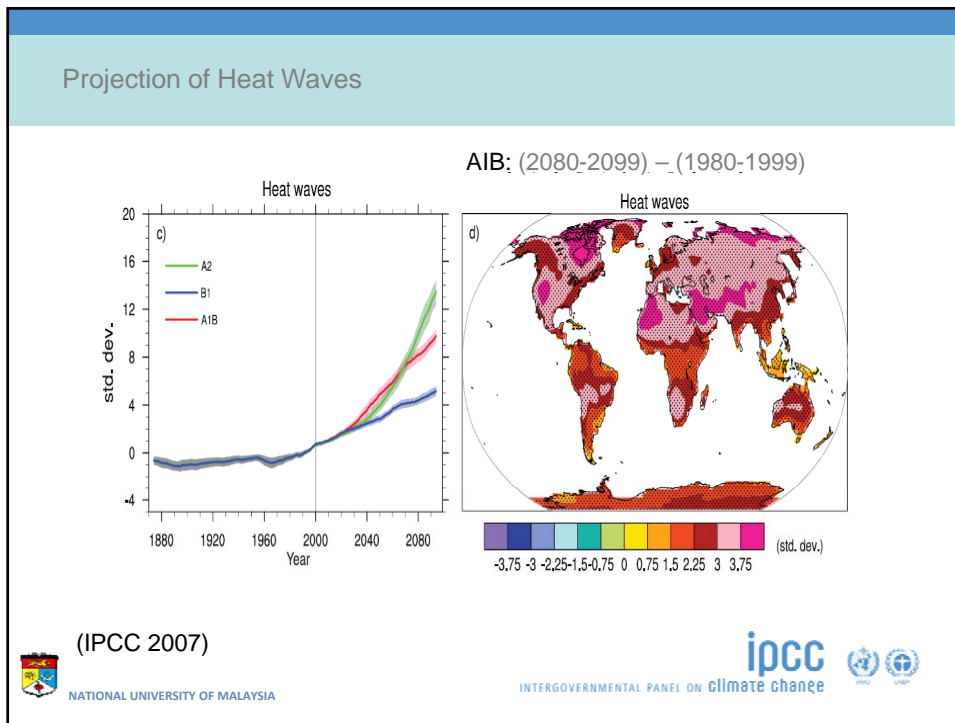 Projection of Heat Waves
AIB: (2080-2099) – (1980-1999)
Heat waves
20
16
12
8
4
0
-4
std. dev.
c)
A2
B1
A1B
1880 1920 1960 2000 2040 2080
Year
Heat waves
d)
-3.75 -3 -2.25 -1.5 -0.75 0 0.75 1.5 2.25 3 3.75
(std. dev.)
(IPCC 2007)
NATIONAL UNIVERSITY OF MALAYSIA
ipcc
INTERGOVERNMENTAL PANEL ON climate change
WMO
UNEP